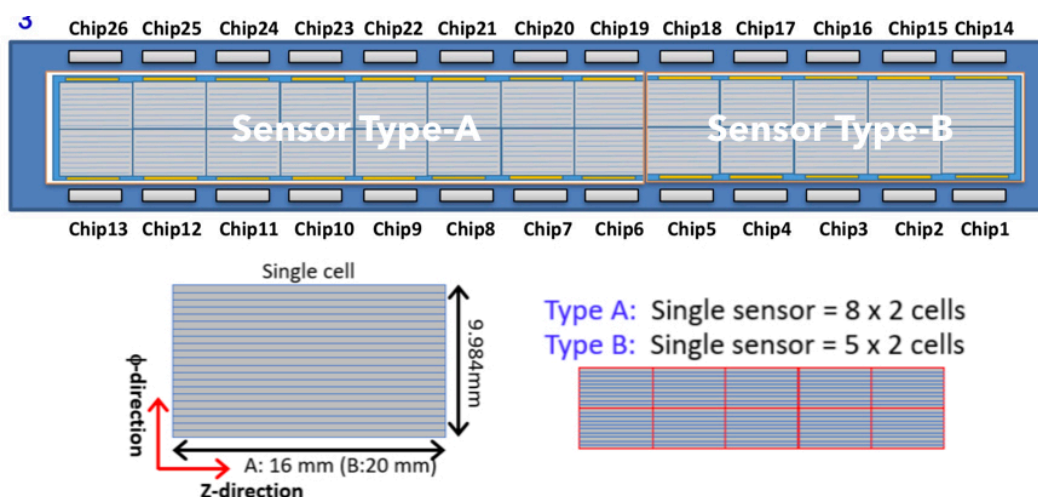 Chip26 Chip25 Chip24 Chip23 Chip22 Chip21 Chip20 Chip19 Chip18 Chip17 Chip16 Chip15 Chip14
Sensor Type-A Sensor Type-B
Chip13 Chip12 Chip11 Chip10 Chip9 Chip8 Chip7 Chip6 Chip5 Chip4 Chip3 Chip2 Chip1
Single cell
9.984mm
ϕ-direction
A: 16 mm (B:20 mm)
Z-direction
Type A: Single sensor = 8 x 2 cells
Type B: Single sensor = 5 x 2 cells